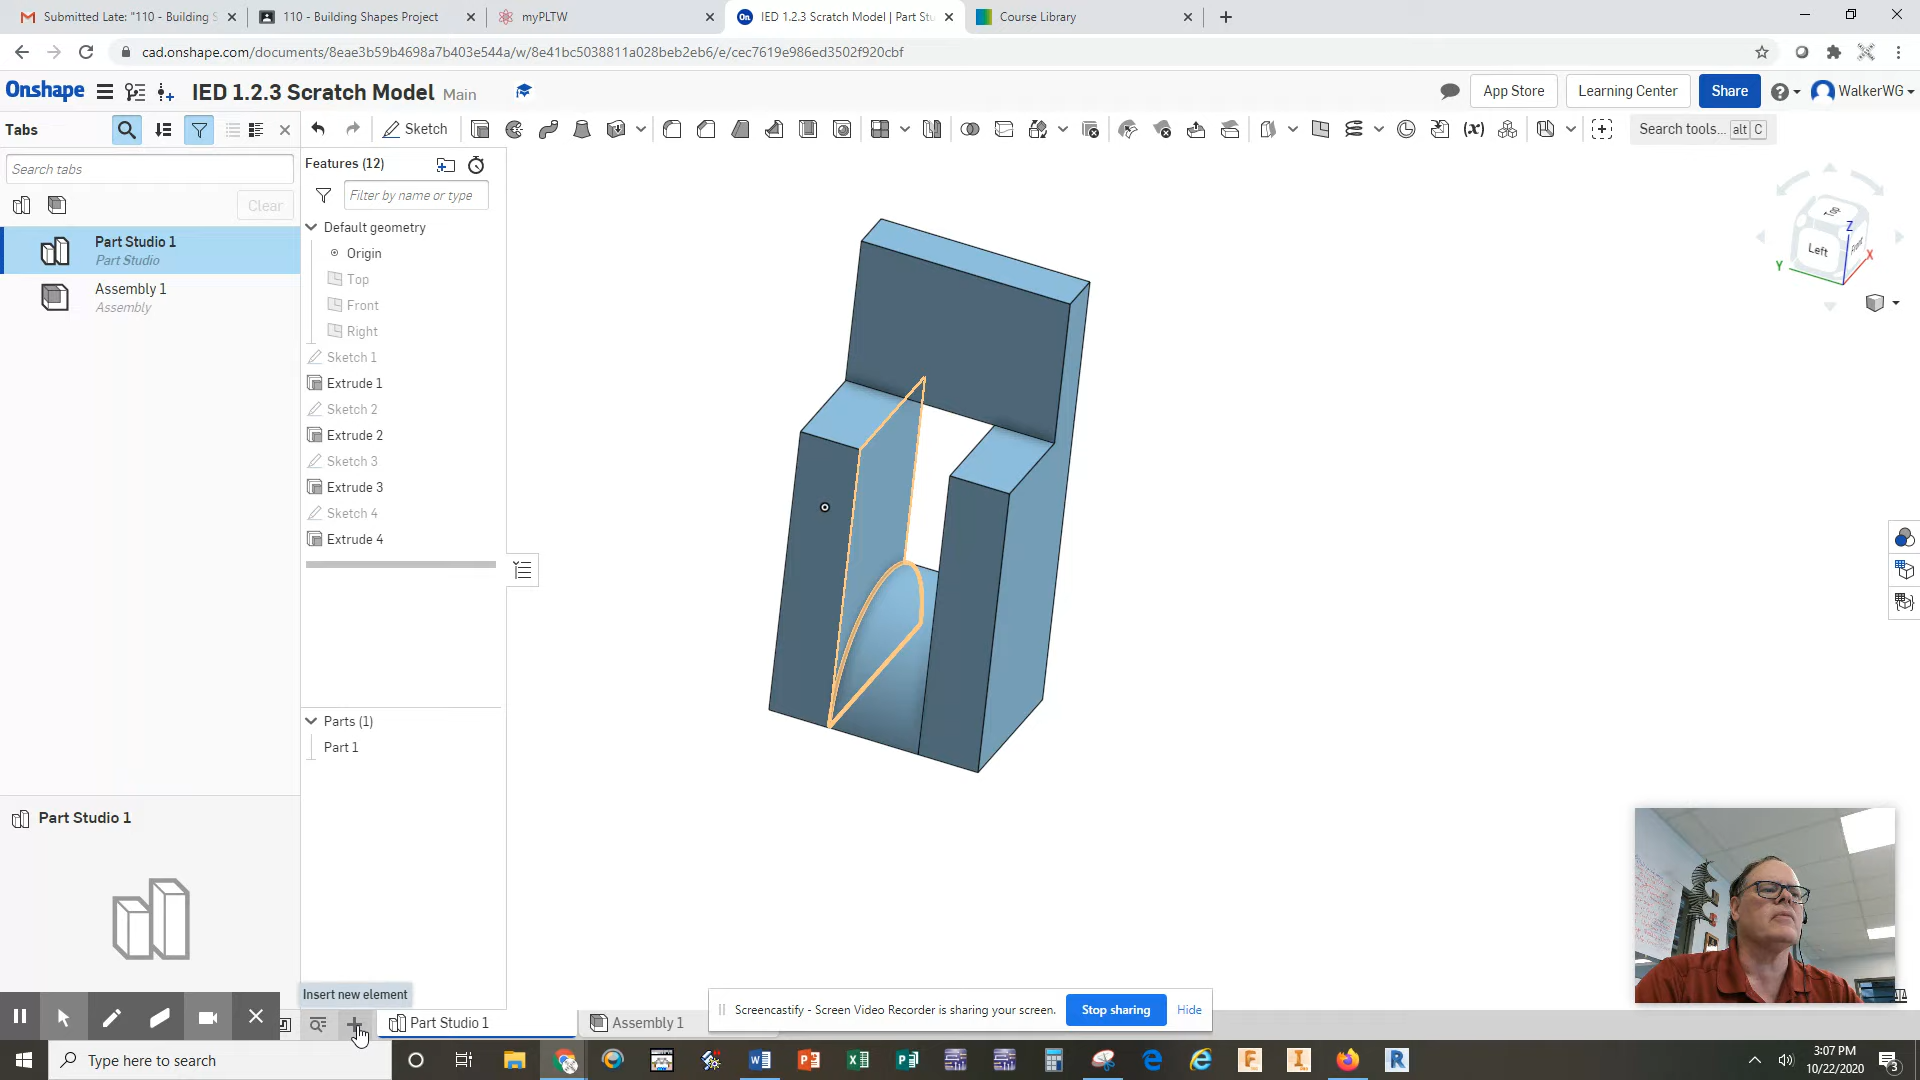 Submitted Late: "110 - Building S
110 - Building Shapes Project
myPLTW
On
IED 1.2.3 Scratch Model | Part Stu
Course Library
cad.onshape.com/documents/8eae3b59b4698a7b403e544a/w/8e41bc5038811a028beb2eb6/e/cec7619e986ed3502f920cbf
Onshape
IED 1.2.3 Scratch Model Main
App Store
Learning Center
Share
WalkerWG
Tabs
Sketch
Search tools... alt C
Search tabs
Clear
Part Studio 1
Part Studio
Assembly 1
Assembly
Features (12)
Filter by name or type
Default geometry
Origin
Top
Front
Right
Sketch 1
Extrude 1
Sketch 2
Extrude 2
Sketch 3
Extrude 3
Sketch 4
Extrude 4
Parts (1)
Part 1
Top
Z
Left
Front
Y
X
Part Studio 1
Insert new element
Part Studio 1
Assembly 1
Screencastify - Screen Video Recorder is sharing your screen.
Stop sharing
Hide
Type here to search
3:07 PM
10/22/2020
3